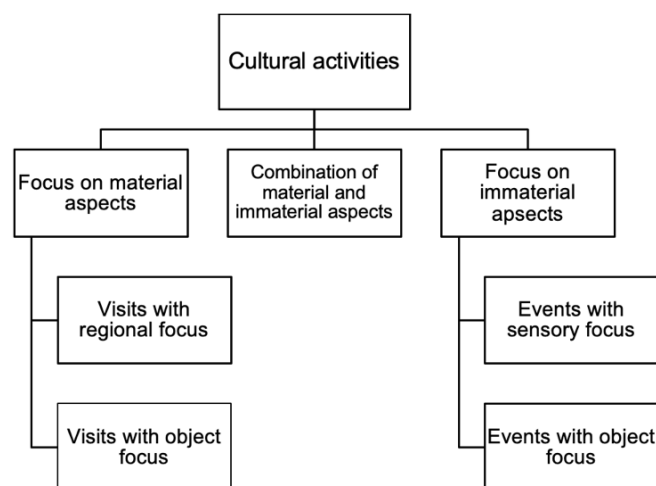 Cultural activities
Focus on material
aspects
Combination of
material and
immaterial aspects
Focus on
immaterial
apsects
Visits with
regional focus
Events with
sensory focus
Visits with object
focus
Events with object
focus